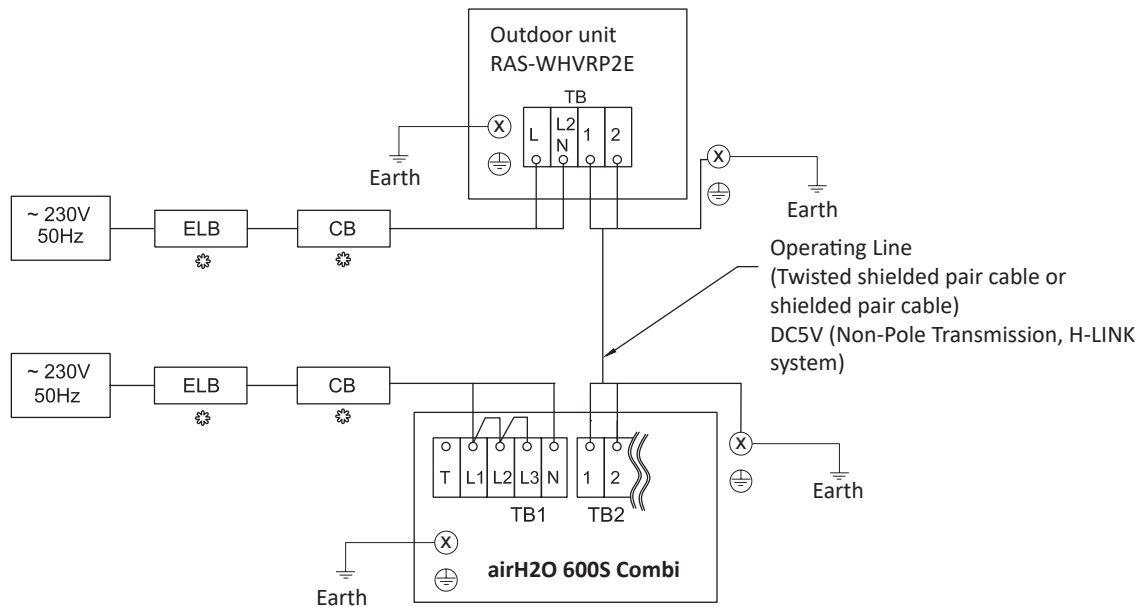 Outdoor unit
RAS-WHVRP2E
TB
L
L2
N
1
2
X
Earth
X
Earth
~ 230V
50Hz
ELB
CB
Operating Line
(Twisted shielded pair cable or
shielded pair cable)
DC5V (Non-Pole Transmission, H-LINK
system)
~ 230V
50Hz
ELB
CB
T
L1
L2
L3
N
1
2
TB1
TB2
X
Earth
X
Earth
airH2O 600S Combi